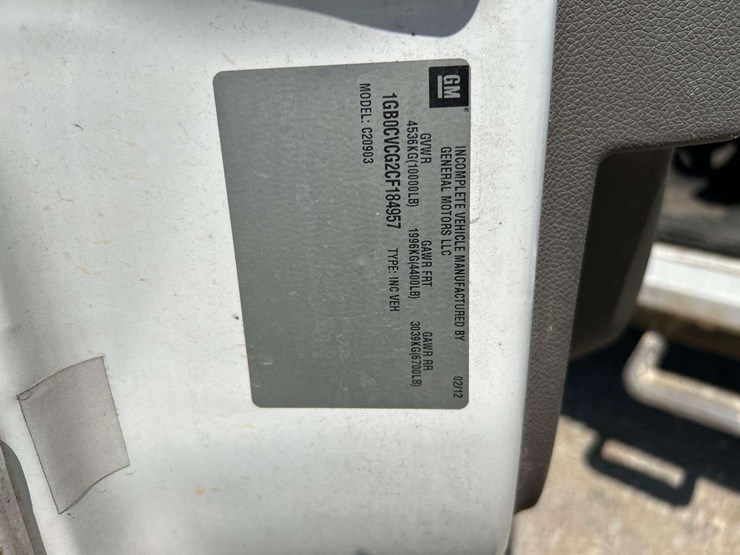 GM
INCOMPLETE VEHICLE MANUFACTURED BY
GENERAL MOTORS LLC 02/12
GVWR GAWR FRT GAWR RR
4536KG(10000LB) 1996KG(4400LB) 3039KG(6700LB)
1GB0CVCG2CF184957 TYPE: INC VEH
MODEL: C20903